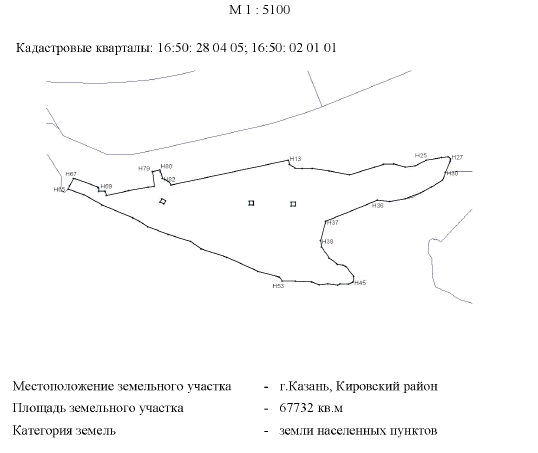 М 1 : 5100
Кадастровые кварталы: 16:50: 28 04 05; 16:50: 02 01 01
Н13
Н25
Н27
Н30
Н79
Н80
Н82
Н67
Н65
Н69
Н36
Н37
Н38
Н45
Н53
Местоположение земельного участка - г.Казань, Кировский район
Площадь земельного участка - 67732 кв.м
Категория земель - земли населенных пунктов